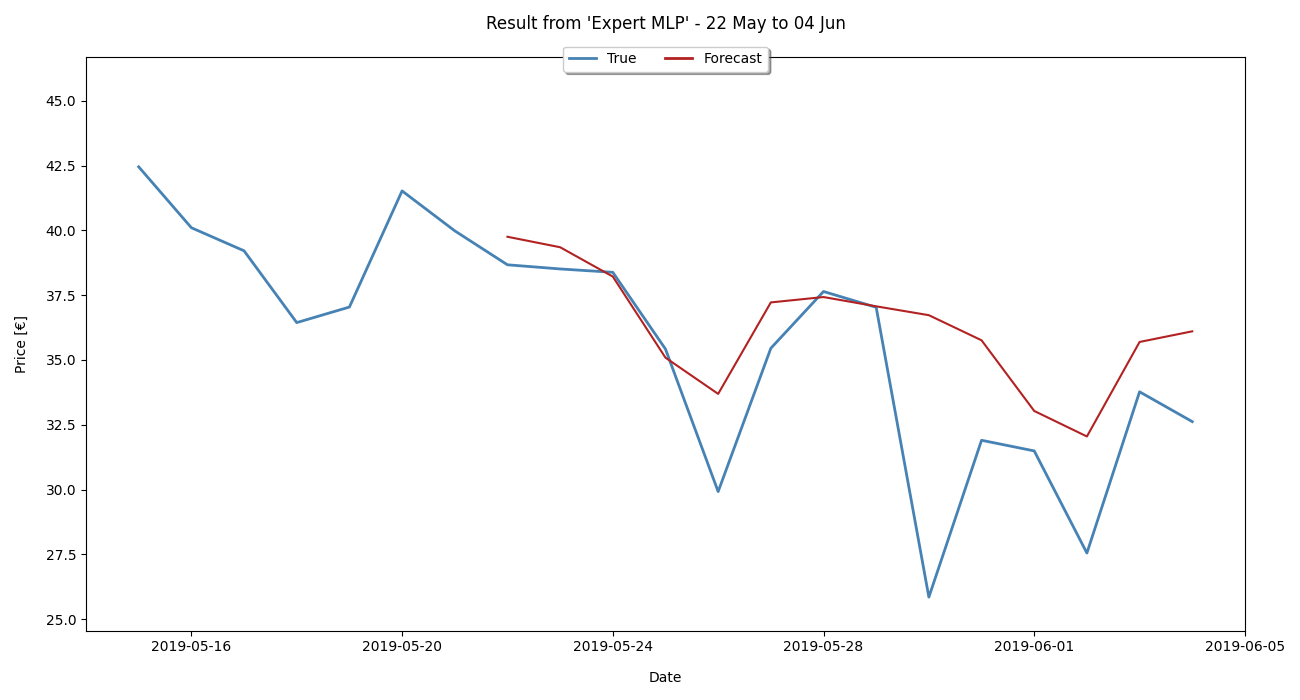 Result from 'Expert MLP' - 22 May to 04 Jun
True Forecast
45.0
42.5
40.0
37.5
35.0
32.5
30.0
27.5
25.0
Price [€]
2019-05-16 2019-05-20 2019-05-24 2019-05-28 2019-06-01 2019-06-05
Date